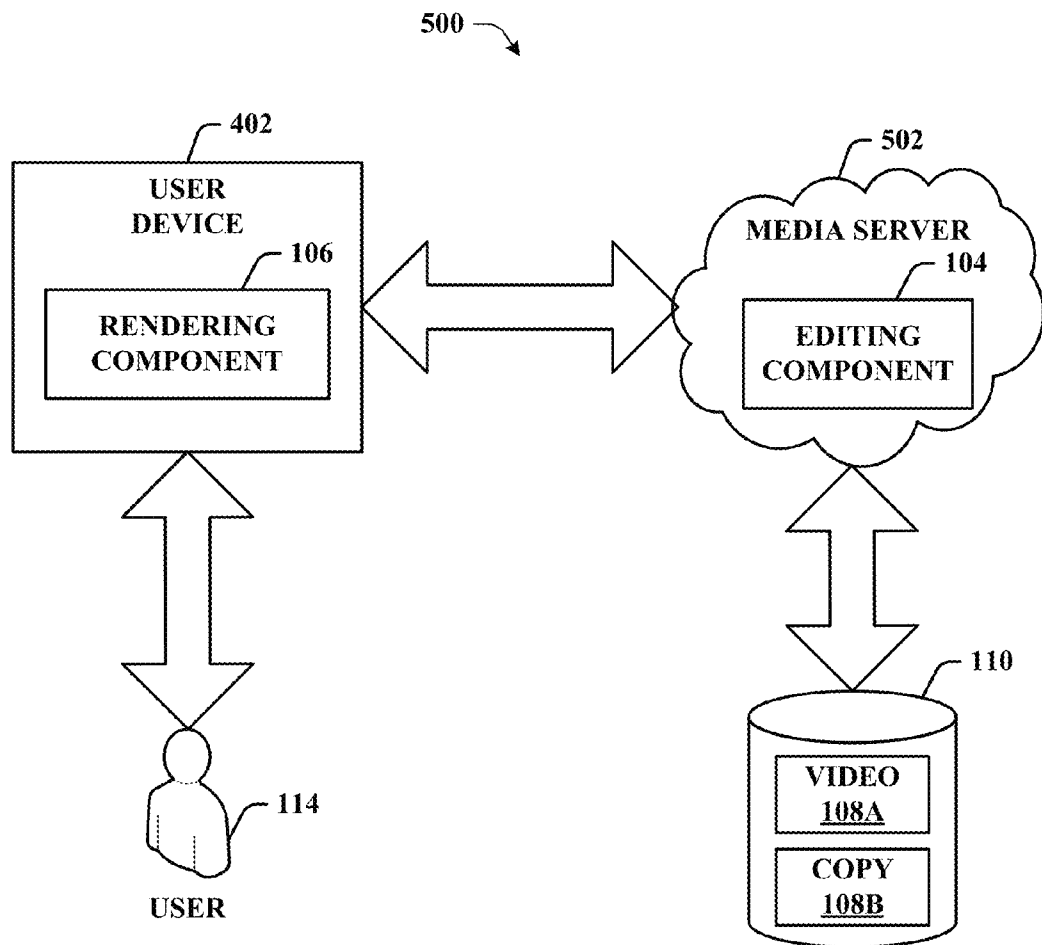 500
402
USER
DEVICE
106
RENDERING
COMPONENT
502
MEDIA SERVER
104
EDITING
COMPONENT
114
USER
110
VIDEO
108A
COPY
108B